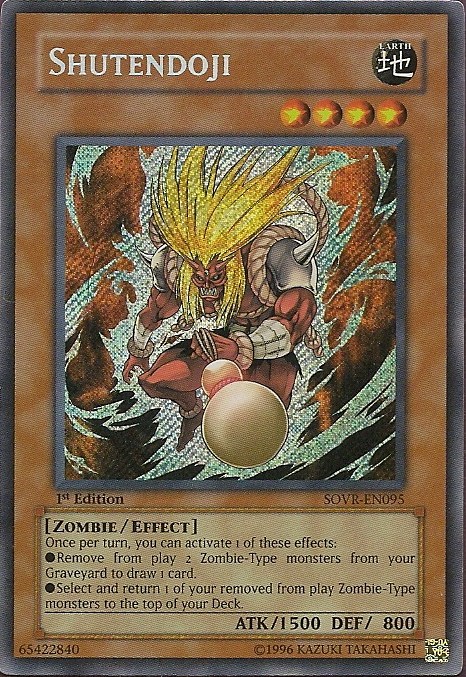 SHUTENDOJI
EARTH
地
1st Edition
SOVR-EN095
[ZOMBIE / EFFECT]
Once per turn, you can activate 1 of these effects:
●Remove from play 2 Zombie-Type monsters from your
Graveyard to draw 1 card.
●Select and return 1 of your removed from play Zombie-Type
monsters to the top of your Deck.
ATK/1500 DEF/ 800
65422840
©1996 KAZUKI TAKAHASHI